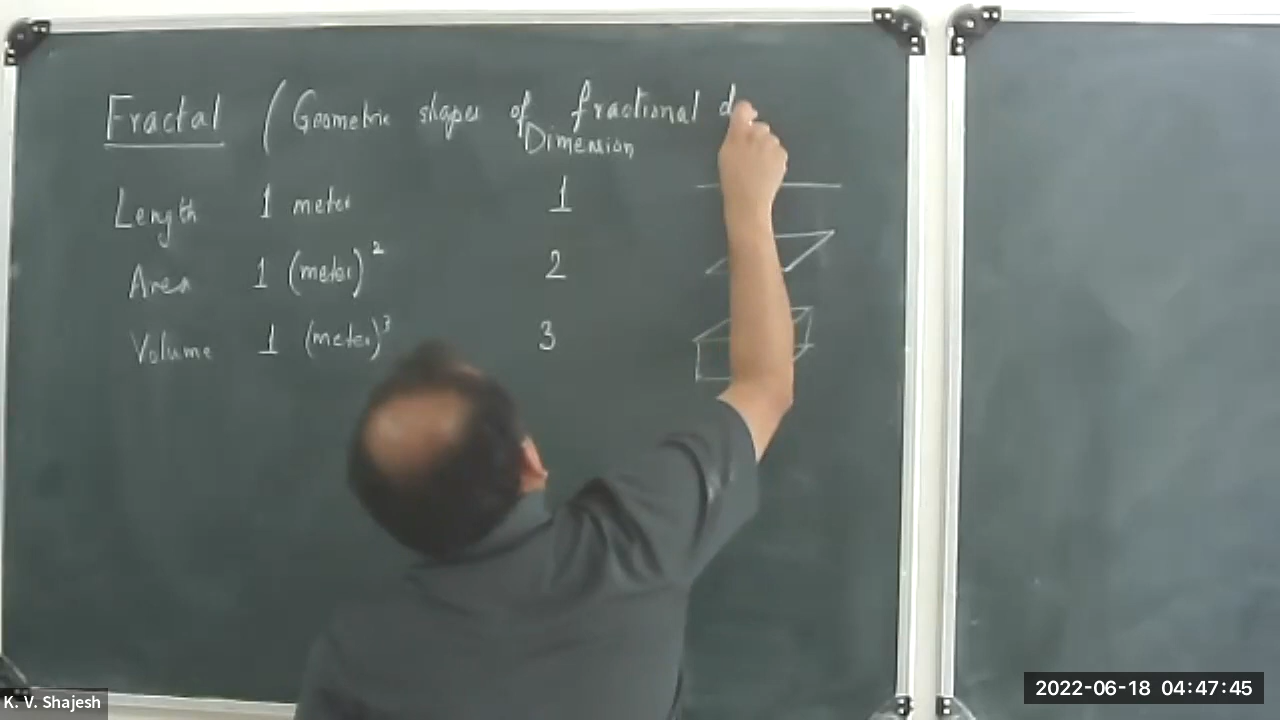 Fractal (Geometric shapes of fractional d
Dimension
Length 1 meter 1
Area 1 (meter)² 2
Volume 1 (meter)³ 3
K. V. Shajesh
2022-06-18 04:47:45